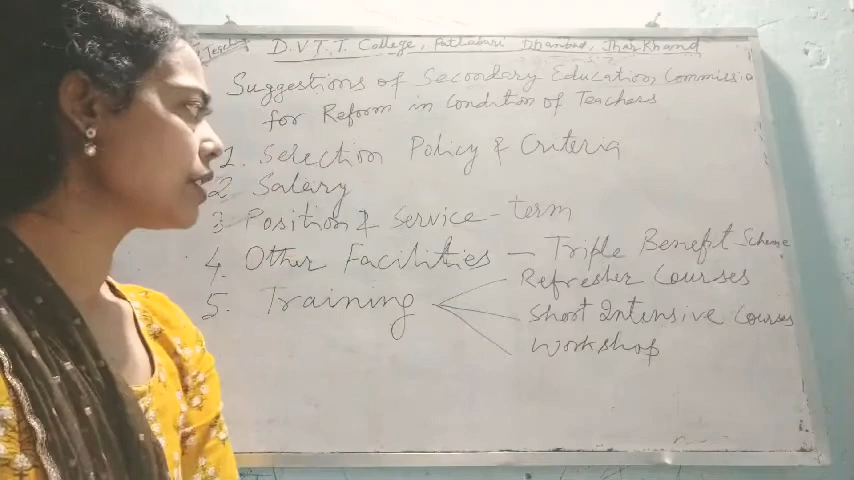 Teaching
D.V.T.T. College, Patlabari Dhanbad, Jharkhand
Suggestions of Secondary Education Commissio
for Reform in Condition of Teachers
1. Selection Policy & Criteria
2 Salary
3 Position & Service - term
4. Other Facilities - Triple Benefit Scheme
5. Training
Refresher Courses
Short Intensive Courses
Workshop